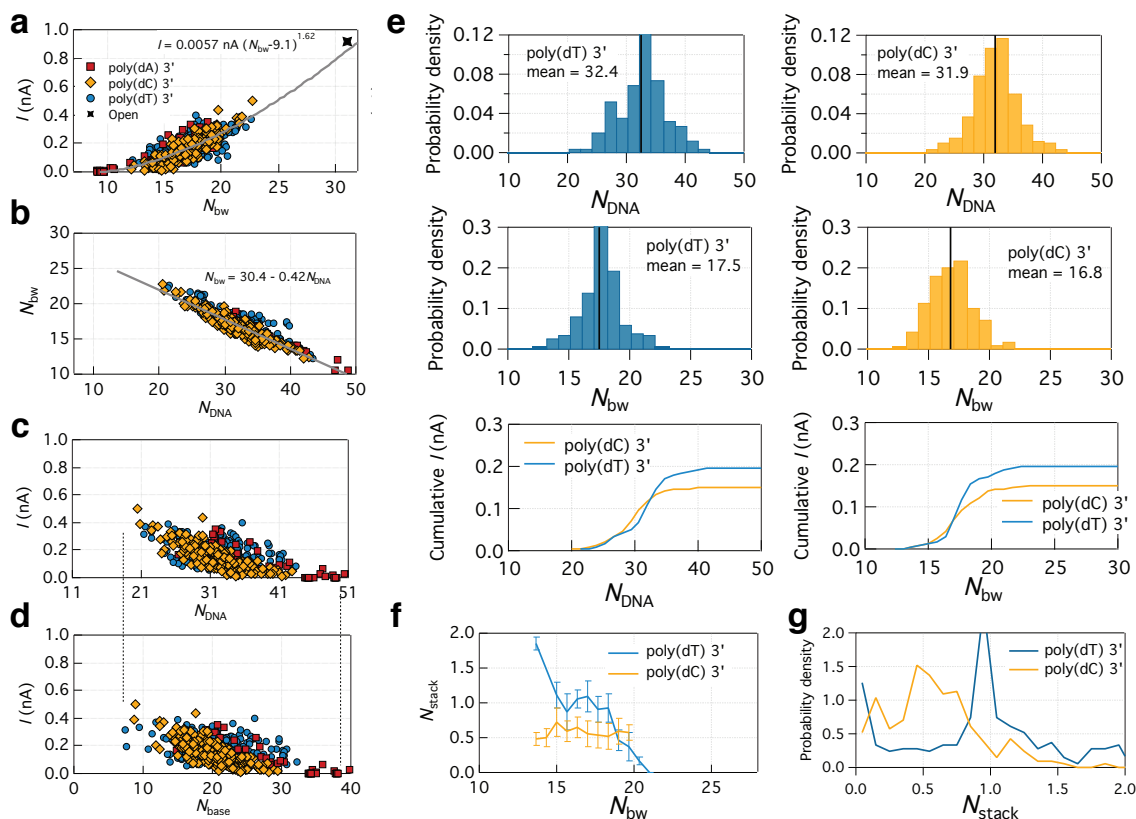 a
I = 0.0057 nA (Nbw-9.1)^1.62
poly(dA) 3'
poly(dC) 3'
poly(dT) 3'
Open
I (nA)
1.0
0.8
0.6
0.4
0.2
0.0
10 15 20 25 30
Nbw
b
Nbw = 30.4 - 0.42NDNA
Nbw
30
25
20
15
10
10 20 30 40 50
NDNA
c
I (nA)
1.0
0.8
0.6
0.4
0.2
0.0
11 21 31 41 51
NDNA
d
I (nA)
1.0
0.8
0.6
0.4
0.2
0.0
0 10 20 30 40
Nbase
e
Probability density
0.12
0.08
0.04
0.00
poly(dT) 3'
mean = 32.4
10 20 30 40 50
NDNA
Probability density
0.12
0.08
0.04
0.00
poly(dC) 3'
mean = 31.9
10 20 30 40 50
NDNA
Probability density
0.3
0.2
0.1
0.0
poly(dT) 3'
mean = 17.5
10 15 20 25 30
Nbw
Probability density
0.3
0.2
0.1
0.0
poly(dC) 3'
mean = 16.8
10 15 20 25 30
Nbw
Cumulative I (nA)
0.3
0.2
0.1
0.0
poly(dC) 3'
poly(dT) 3'
10 20 30 40 50
NDNA
Cumulative I (nA)
0.3
0.2
0.1
0.0
poly(dC) 3'
poly(dT) 3'
10 15 20 25 30
Nbw
f
Nstack
2.0
1.5
1.0
0.5
0.0
poly(dT) 3'
poly(dC) 3'
15 20 25
Nbw
g
Probability density
2.0
1.5
1.0
0.5
0.0
poly(dT) 3'
poly(dC) 3'
0.0 0.5 1.0 1.5 2.0
Nstack